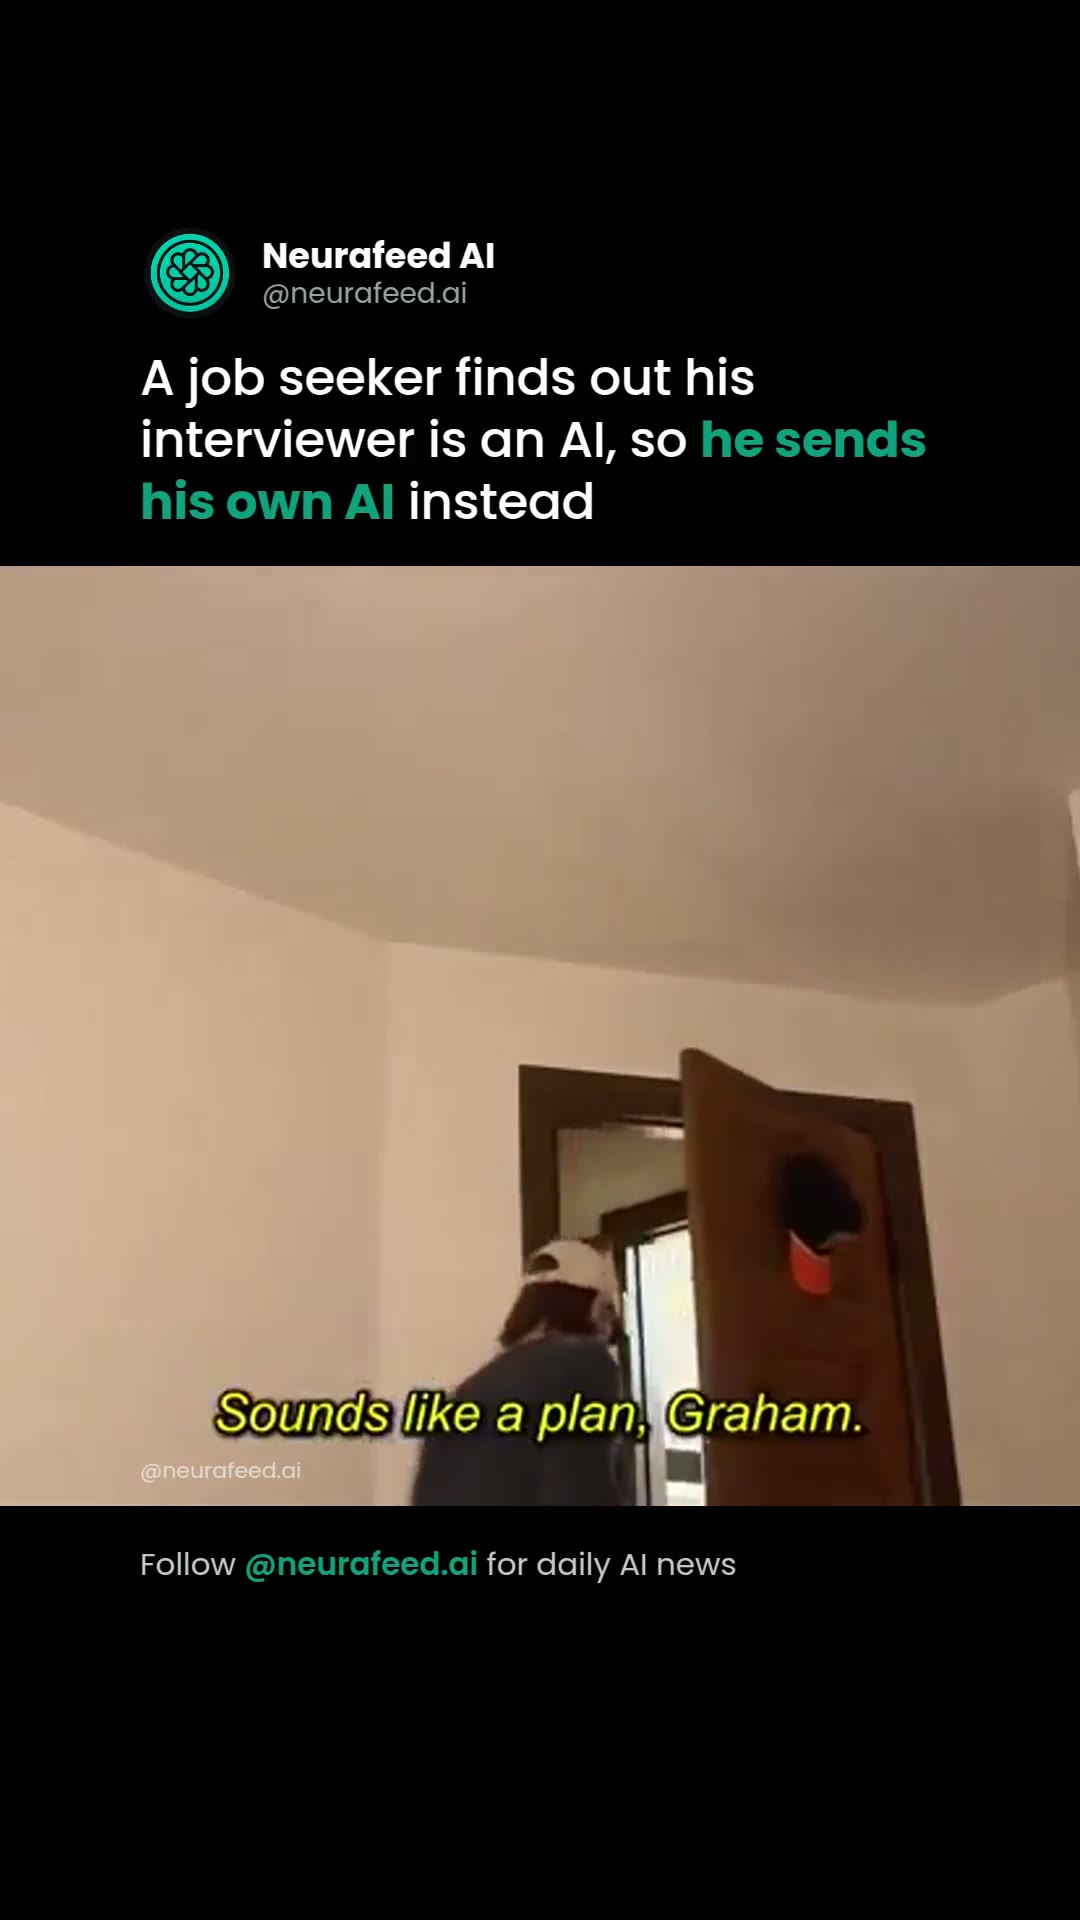 Neurafeed AI
@neurafeed.ai
A job seeker finds out his
interviewer is an AI, so he sends
his own AI instead
Sounds like a plan, Graham.
@neurafeed.ai
Follow @neurafeed.ai for daily AI news